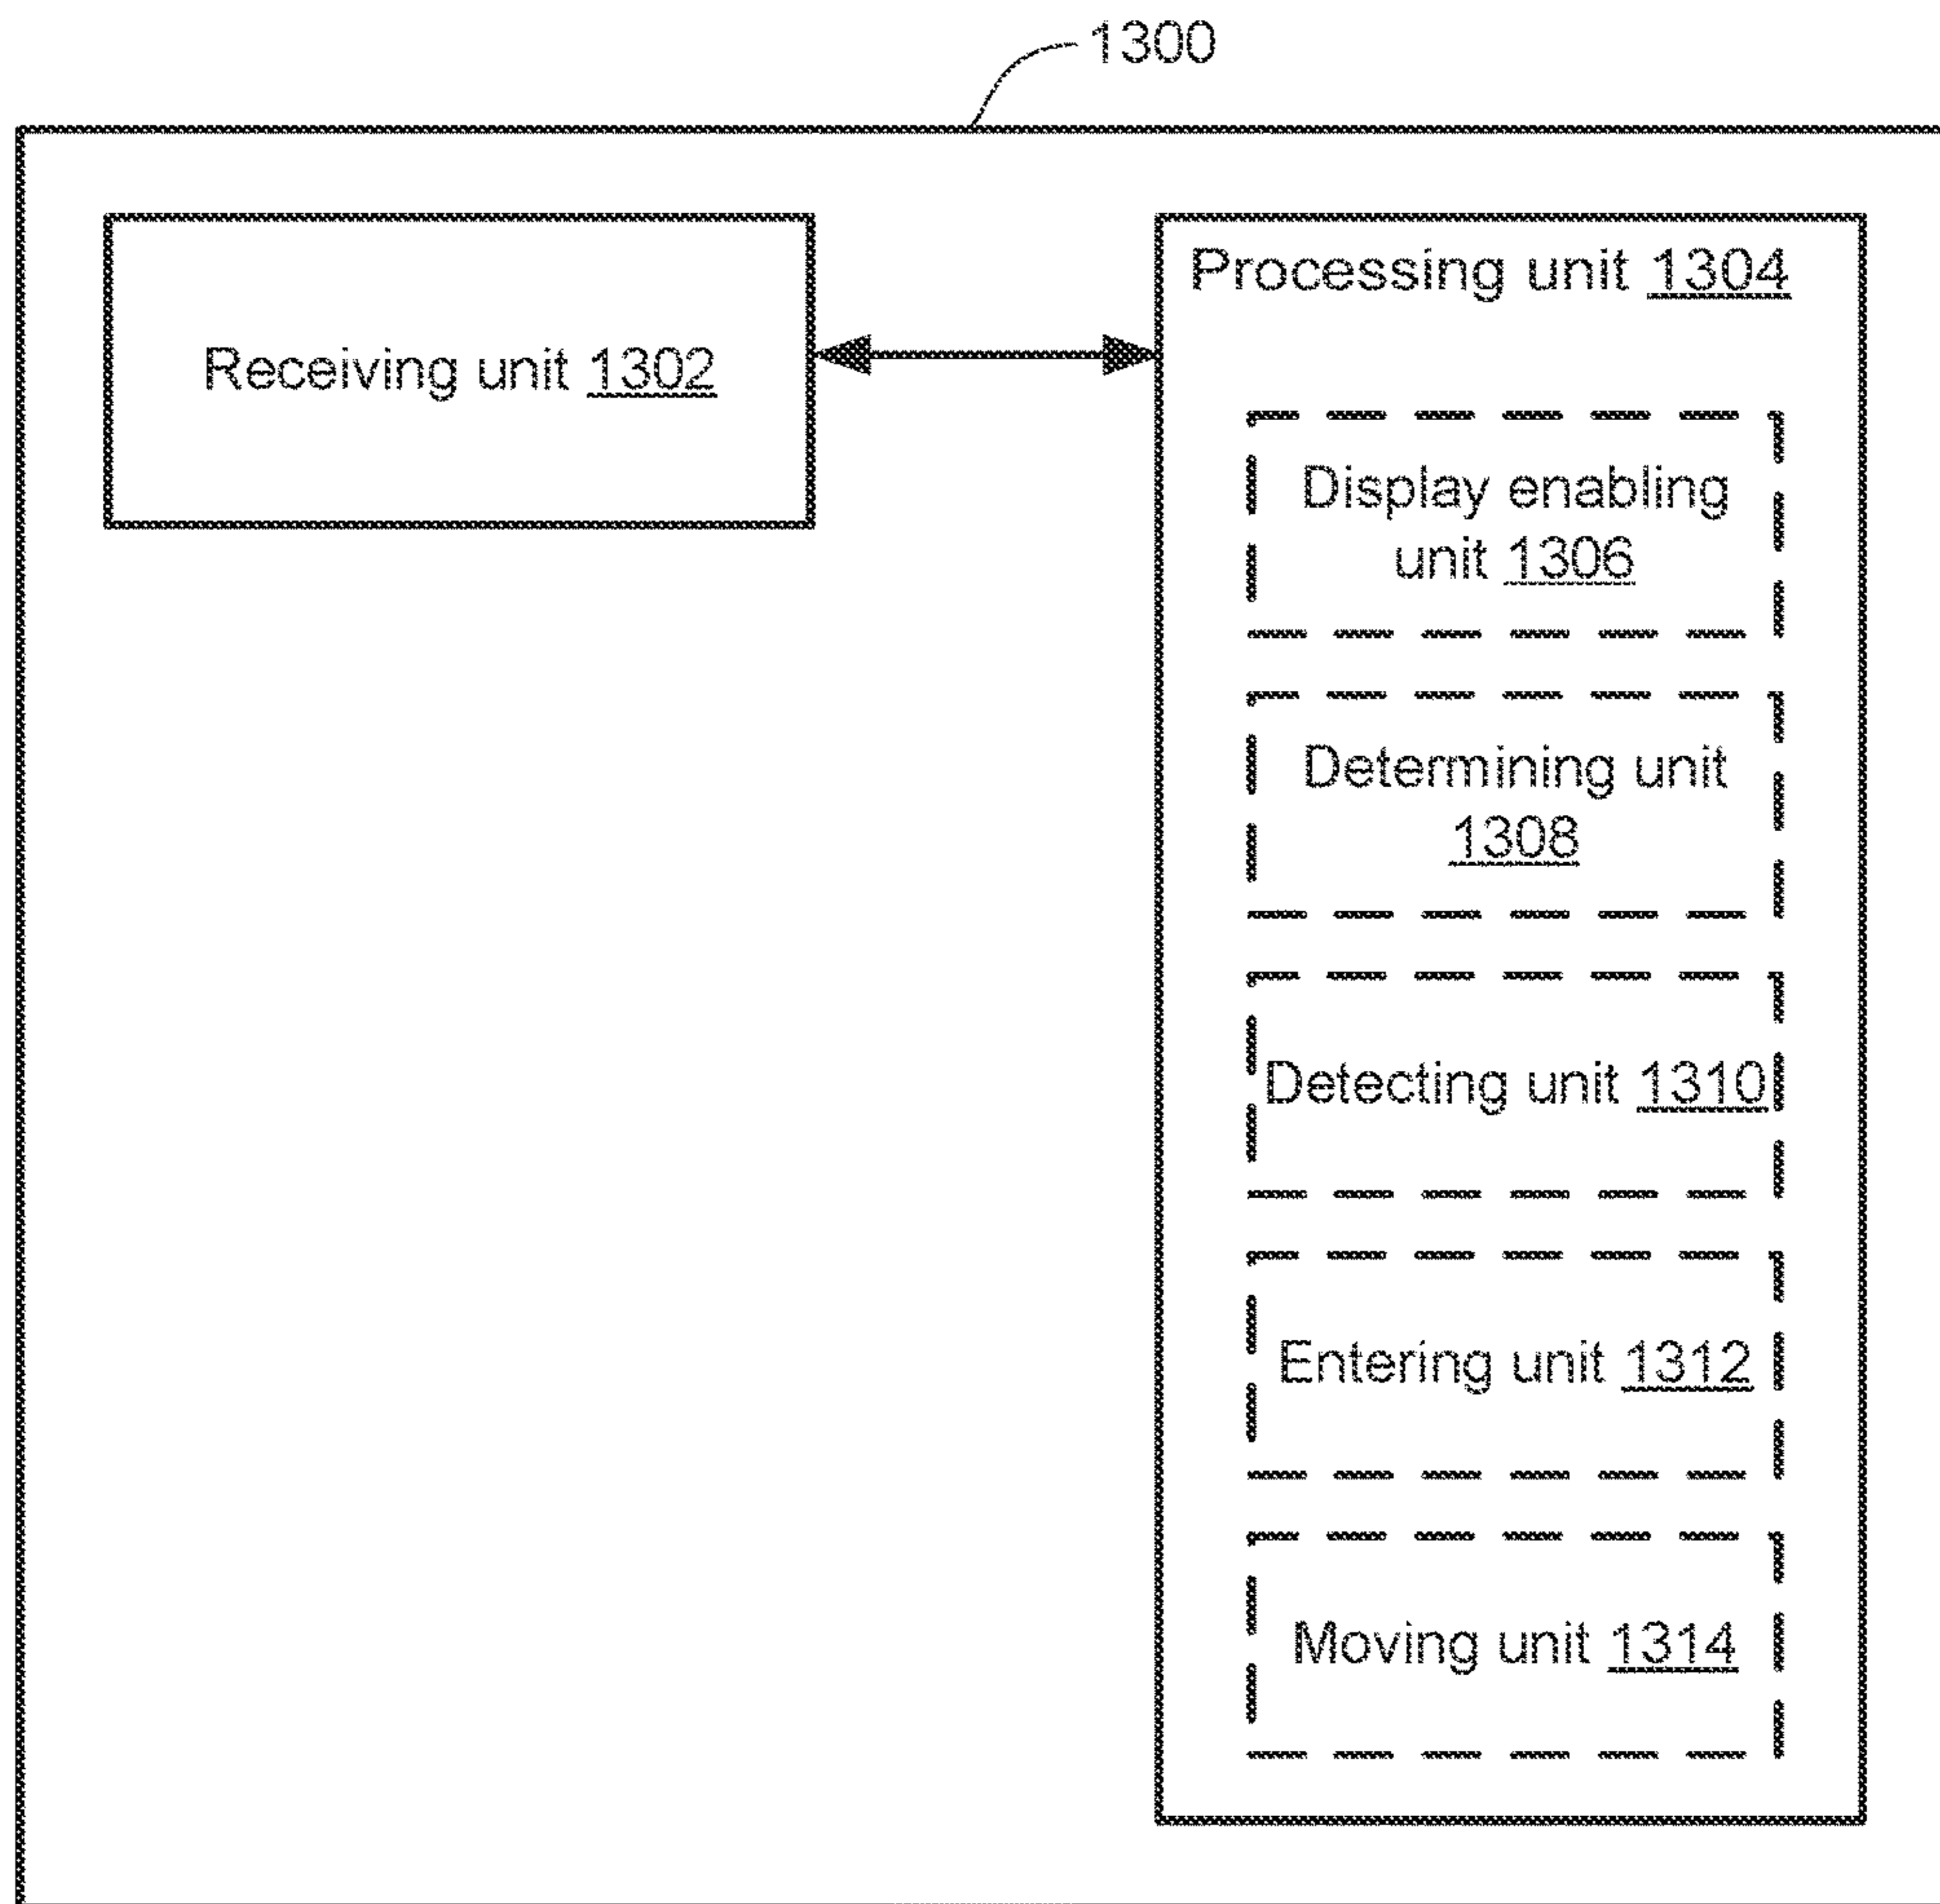 1300
Receiving unit 1302
Processing unit 1304
Display enabling
unit 1306
Determining unit
1308
Detecting unit 1310
Entering unit 1312
Moving unit 1314